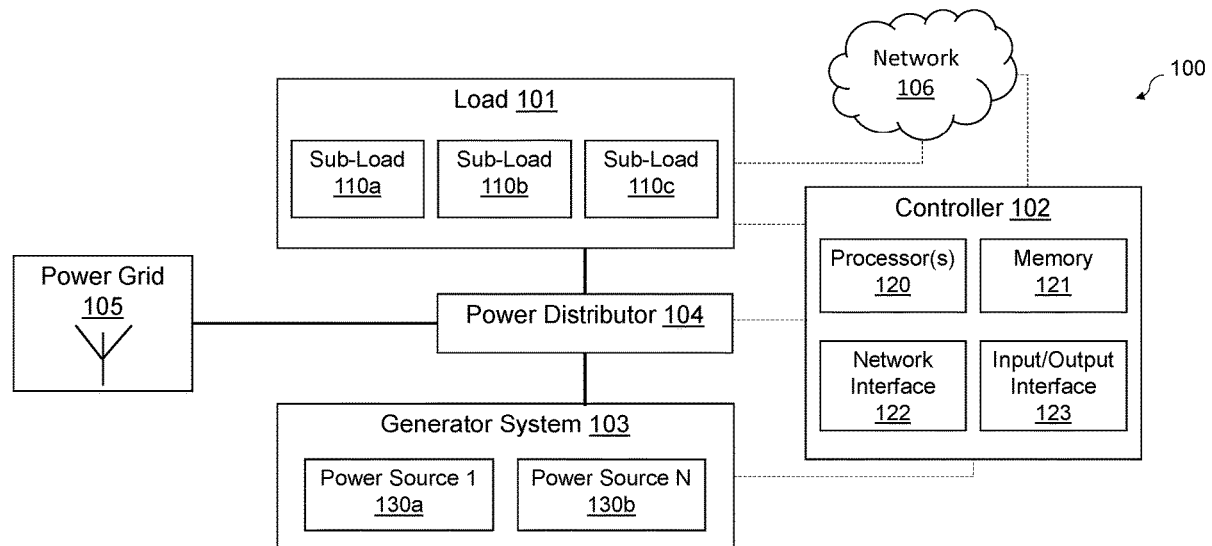 Network
106
100
Load 101
Sub-Load
110a
Sub-Load
110b
Sub-Load
110c
Controller 102
Processor(s)
120
Memory
121
Power Grid
105
Power Distributor 104
Network
Interface
122
Input/Output
Interface
123
Generator System 103
Power Source 1
130a
Power Source N
130b